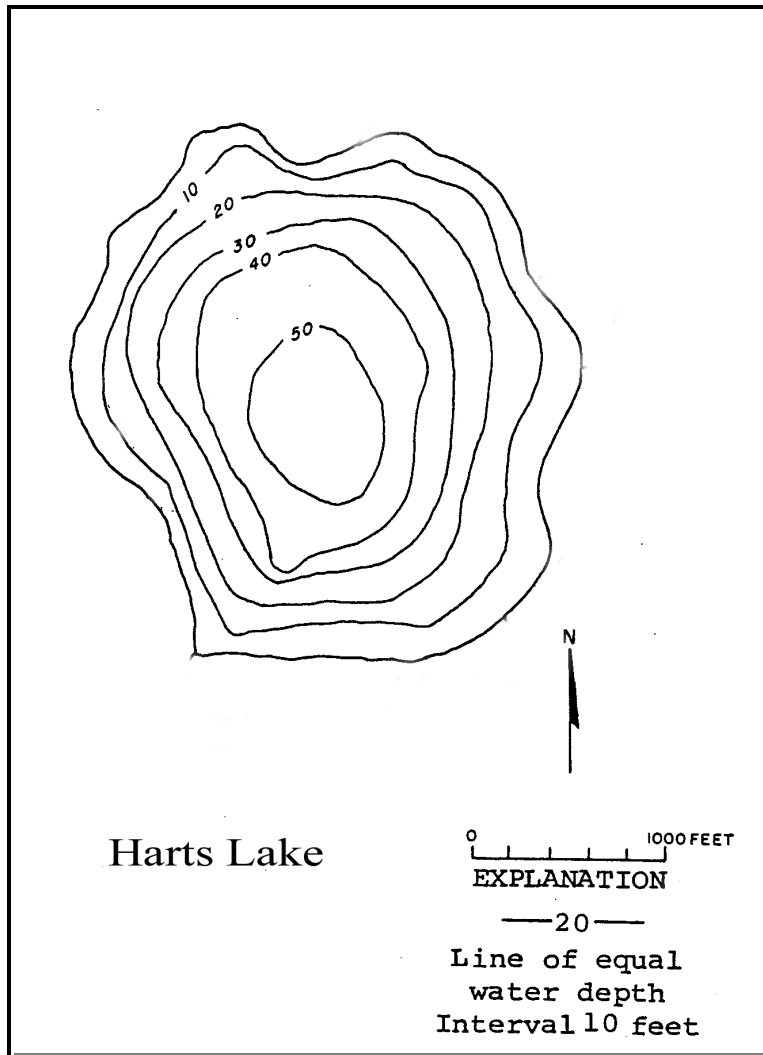 10
20
30
40
50
N
Harts Lake
0 1000 FEET
EXPLANATION
20
Line of equal
water depth
Interval 10 feet